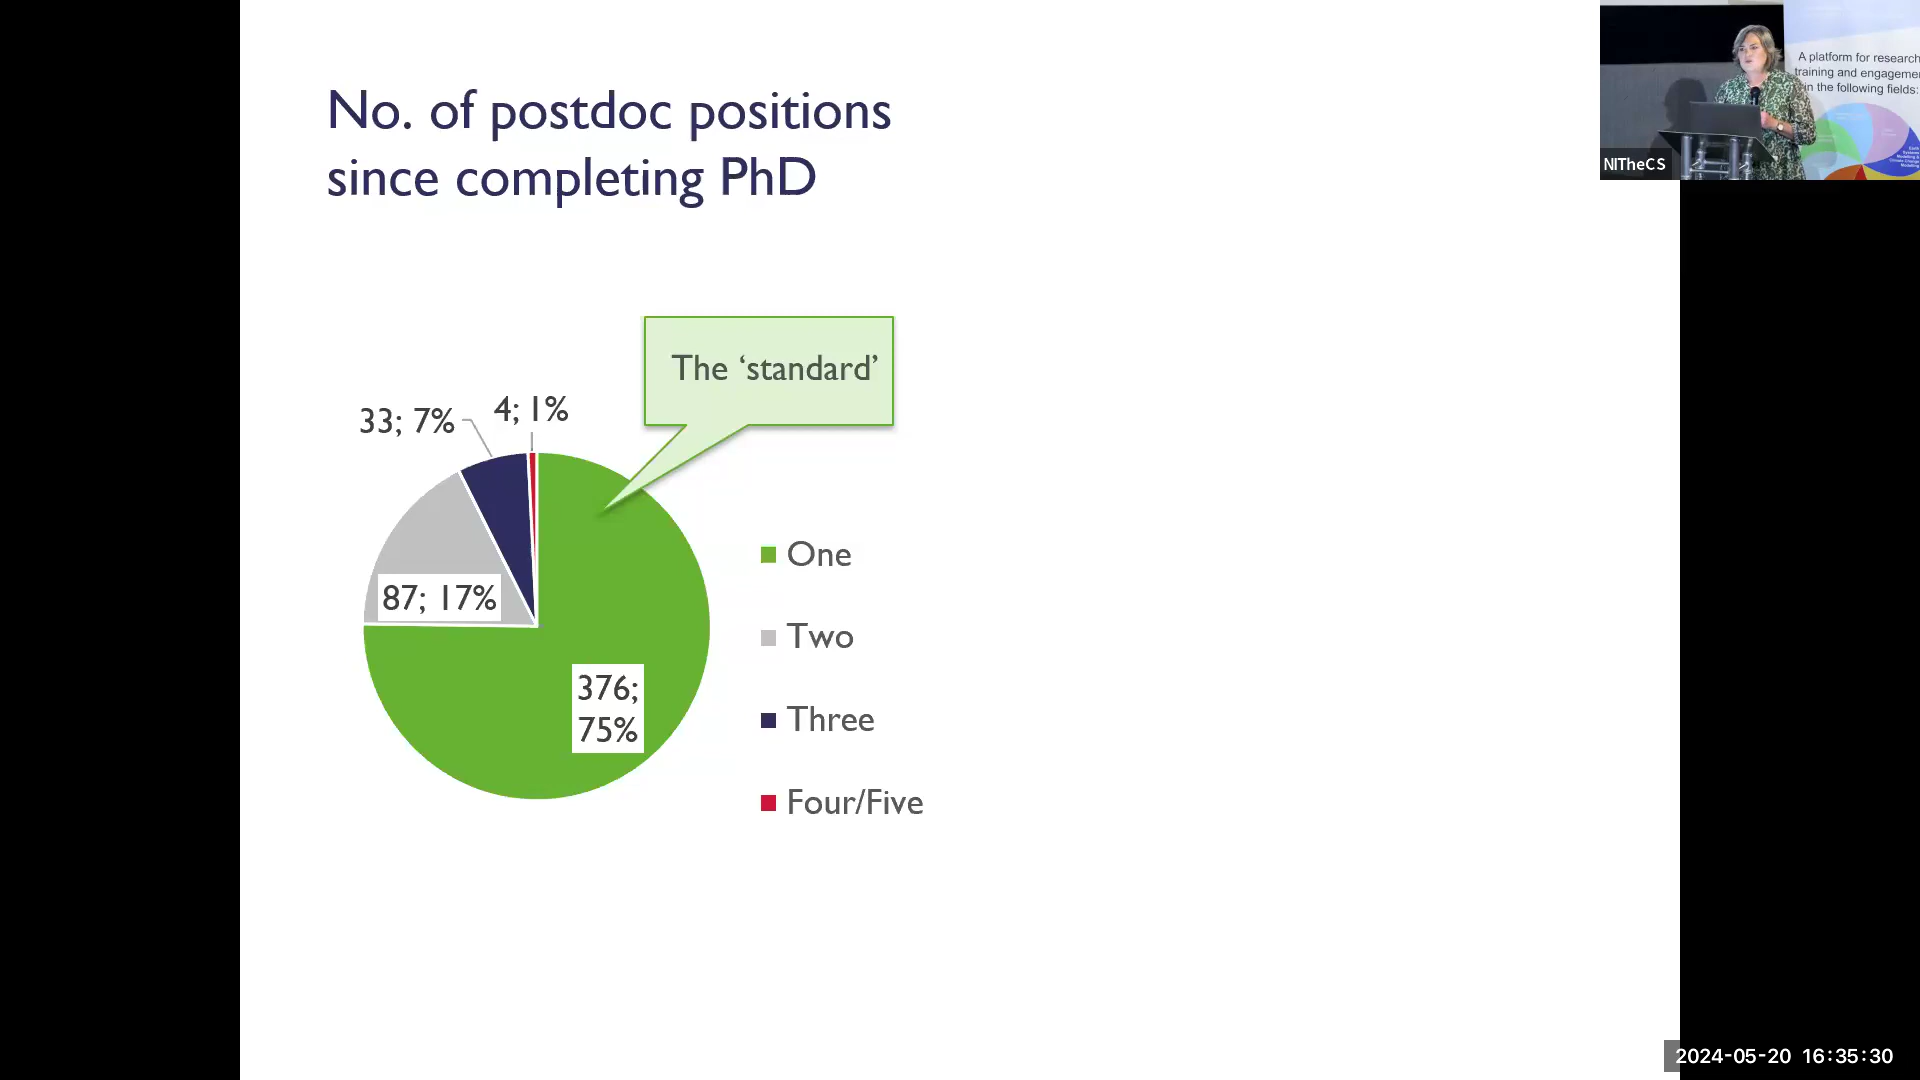 No. of postdoc positions
since completing PhD
The ‘standard’
33; 7%
4; 1%
87; 17%
376;
75%
One
Two
Three
Four/Five
A platform for research
training and
in the following fields:
NITheCS
2024-05-20 16:35:30